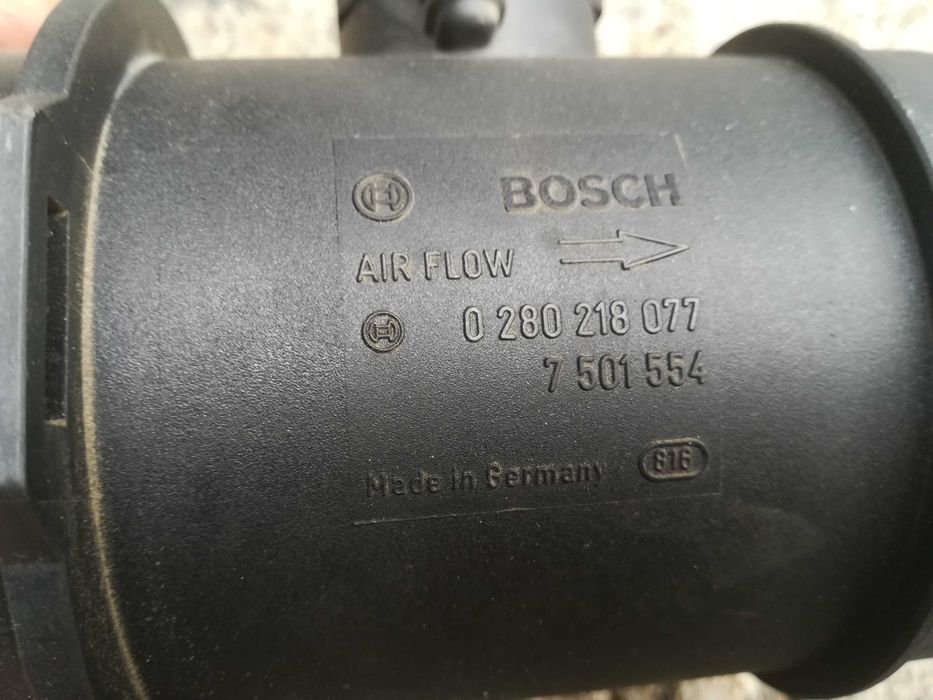 BOSCH
AIR FLOW
0 280 218 077
7 501 554
Made in Germany 816